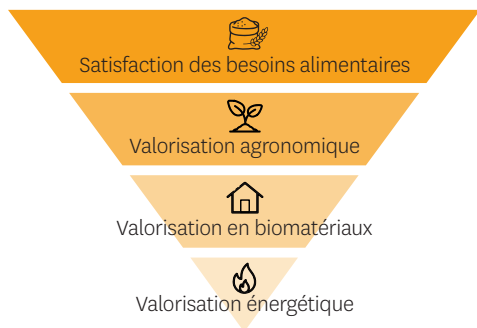 Satisfaction des besoins alimentaires
Valorisation agronomique
Valorisation en biomatériaux
Valorisation énergétique